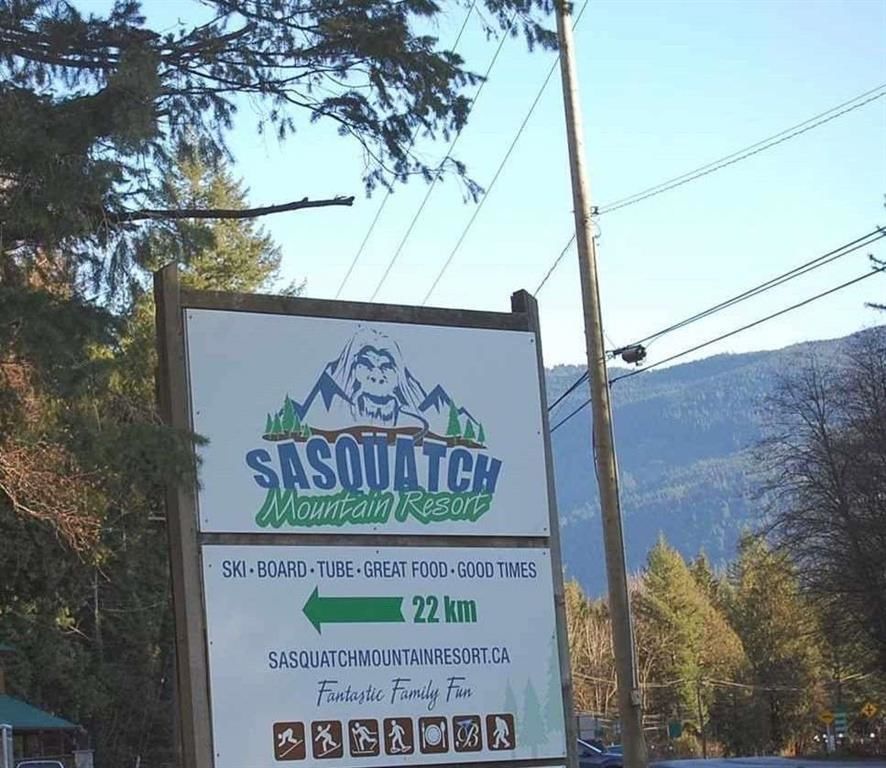 SASQUATCH
Mountain Resort
SKI • BOARD • TUBE • GREAT FOOD • GOOD TIMES
22 km
SASQUATCHMOUNTAINRESORT.CA
Fantastic Family Fun
B